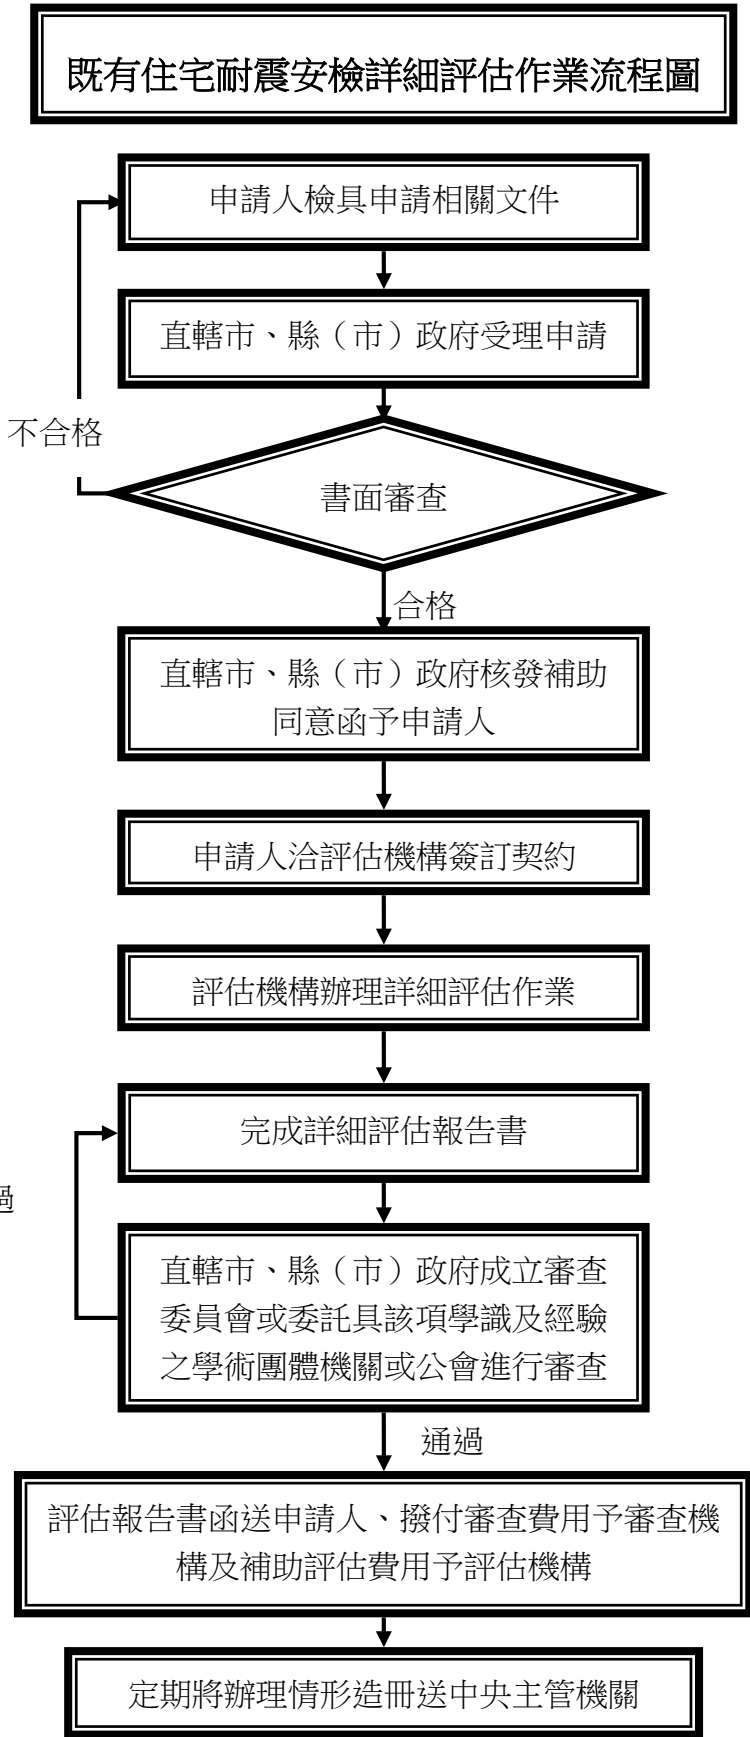 既有住宅耐震安檢詳細評估作業流程圖
申請人檢具申請相關文件
直轄市、縣（市）政府受理申請
不合格
書面審查
合格
直轄市、縣（市）政府核發補助
同意函予申請人
申請人洽評估機構簽訂契約
評估機構辦理詳細評估作業
完成詳細評估報告書
過
直轄市、縣（市）政府成立審查
委員會或委託具該項學識及經驗
之學術團體機關或公會進行審查
通過
評估報告書函送申請人、撥付審查費用予審查機
構及補助評估費用予評估機構
定期將辦理情形造冊送中央主管機關